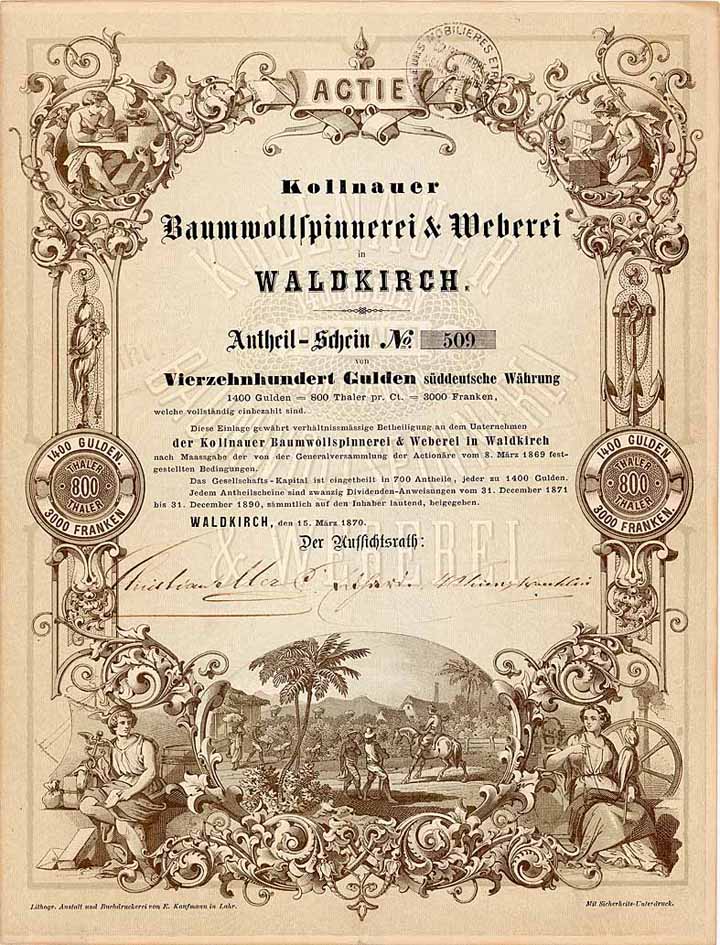 ACTIE
Kollnauer
Baumwollspinnerei & Weberei
in
WALDKIRCH.
Antheil-Schein No. 509
von
Vierzehnhundert Gulden süddeutsche Währung
1400 Gulden = 800 Thaler pr. Ct. = 3000 Franken,
welche vollständig einbezahlt sind.
Diese Einlage gewährt verhältnissmässige Betheiligung an dem Unternehmen
der Kollnauer Baumwollspinnerei & Weberei in Waldkirch
nach Maassgabe der von der Generalversammlung der Actionäre vom 8. März 1869 fest-
gestellten Bedingungen.
Das Gesellschafts-Kapital ist eingetheilt in 700 Antheile, jeder zu 1400 Gulden.
Jedem Antheilscheine sind zwanzig Dividenden-Anweisungen vom 31. December 1871
bis 31. December 1890, sämmtlich auf den Inhaber lautend, beigegeben.
WALDKIRCH, den 15. März 1870.
Der Aufsichtsrath:
1400 GULDEN.
THALER
800
THALER
3000 FRANKEN.
1400 GULDEN.
THALER
800
THALER
3000 FRANKEN.
KOLLNAUER
& WEBEREI
MOBILIERES
Lithogr. Anstalt und Buchdruckerei von E. Kaufmann in Lahr.
Mit Sicherheits-Unterdruck.